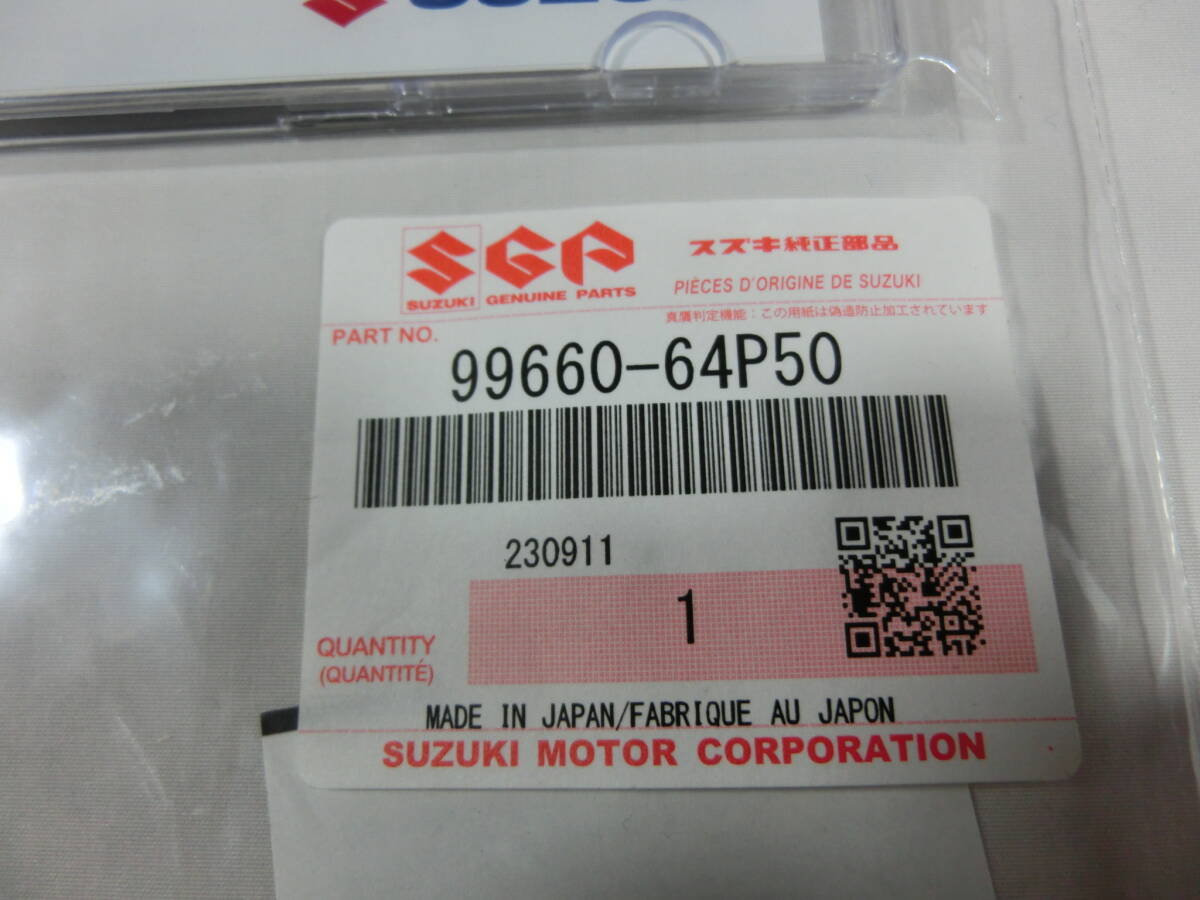 SUZUKI
SGP
スズキ純正部品
SUZUKI
GENUINE PARTS
PIÈCES D'ORIGINE DE SUZUKI
真贋判定機能：この用紙は偽造防止加工されています
PART NO.
99660-64P50
230911
1
QUANTITY
(QUANTITÉ)
MADE IN JAPAN/FABRIQUE AU JAPON
SUZUKI MOTOR CORPORATION